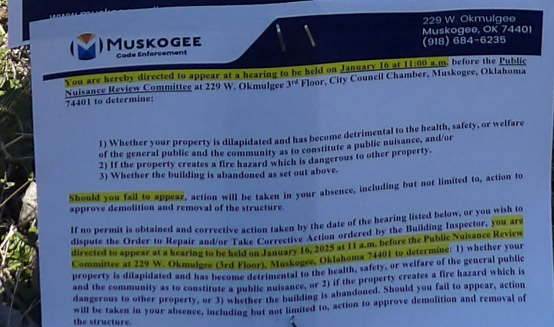 229 W. Okmulgee
Muskogee, OK 74401
(918) 684-6235
MUSKOGEE
Code Enforcement
You are hereby directed to appear at a hearing to be held on January 16 at 11:00 a.m. before the Public
Nuisance Review Committee at 229 W. Okmulgee 3rd Floor, City Council Chamber, Muskogee, Oklahoma
74401 to determine:
1) Whether your property is dilapidated and has become detrimental to the health, safety, or welfare
of the general public and the community as to constitute a public nuisance, and/or
2) If the property creates a fire hazard which is dangerous to other property.
3) Whether the building is abandoned as set out above.
Should you fail to appear, action will be taken in your absence, including but not limited to, action to
approve demolition and removal of the structure.
If no permit is obtained and corrective action taken by the date of the hearing listed below, or you wish to
dispute the Order to Repair and/or Take Corrective Action ordered by the Building Inspector, you are
directed to appear at a hearing to be held on January 16, 2025 at 11 a.m. before the Public Nuisance Review
Committee at 229 W. Okmulgee (3rd Floor), Muskogee, Oklahoma 74401 to determine: 1) whether your
property is dilapidated and has become detrimental to the health, safety, or welfare of the general public
and the community as to constitute a public nuisance, or 2) if the property creates a fire hazard which is
dangerous to other property, or 3) whether the building is abandoned. Should you fail to appear, action
will be taken in your absence, including but not limited to, action to approve demolition and removal of
the structure.